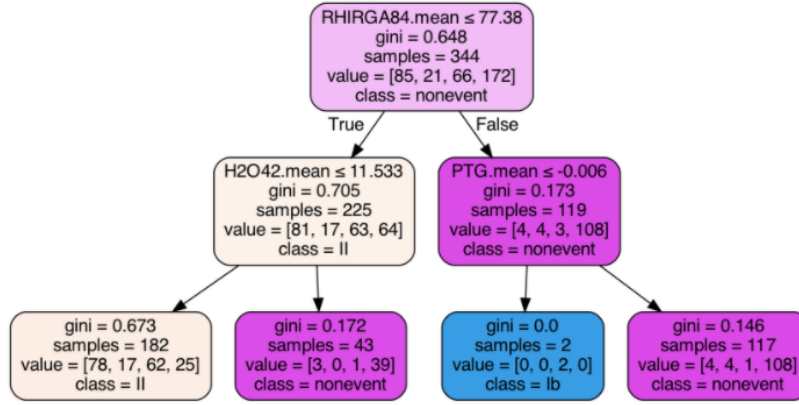 RHIRGA84.mean ≤ 77.38
gini = 0.648
samples = 344
value = [85, 21, 66, 172]
class = nonevent
True
False
H2O42.mean ≤ 11.533
gini = 0.705
samples = 225
value = [81, 17, 63, 64]
class = II
PTG.mean ≤ -0.006
gini = 0.173
samples = 119
value = [4, 4, 3, 108]
class = nonevent
gini = 0.673
samples = 182
value = [78, 17, 62, 25]
class = II
gini = 0.172
samples = 43
value = [3, 0, 1, 39]
class = nonevent
gini = 0.0
samples = 2
value = [0, 0, 2, 0]
class = Ib
gini = 0.146
samples = 117
value = [4, 4, 1, 108]
class = nonevent